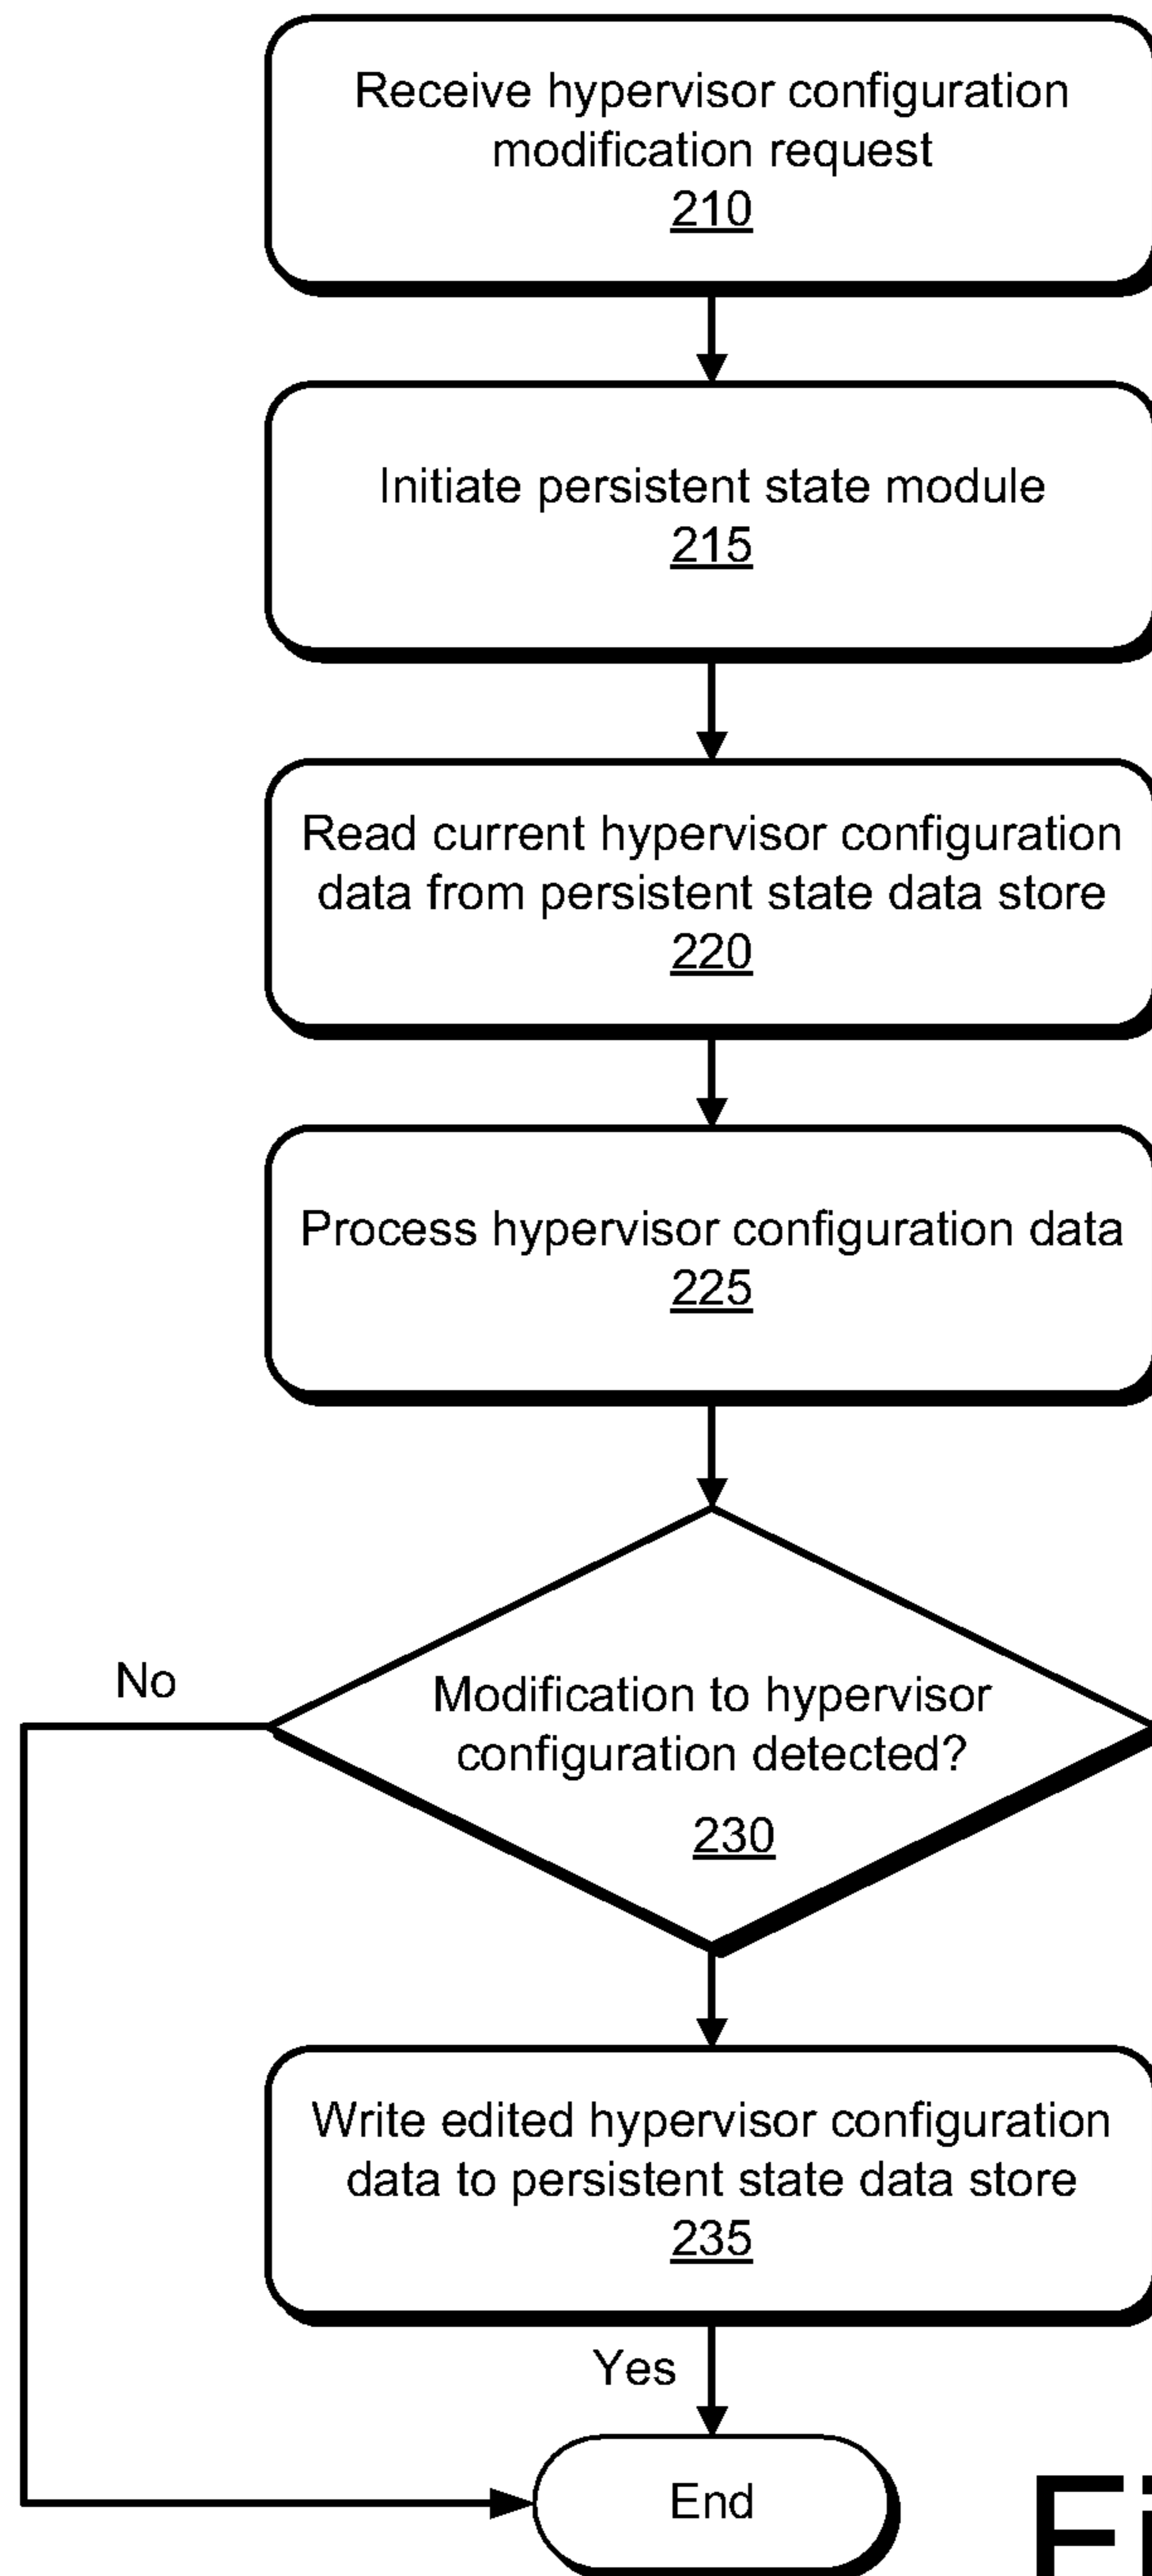 Receive hypervisor configuration
modification request
210
Initiate persistent state module
215
Read current hypervisor configuration
data from persistent state data store
220
Process hypervisor configuration data
225
No
Modification to hypervisor
configuration detected?
230
Write edited hypervisor configuration
data to persistent state data store
235
Yes
End